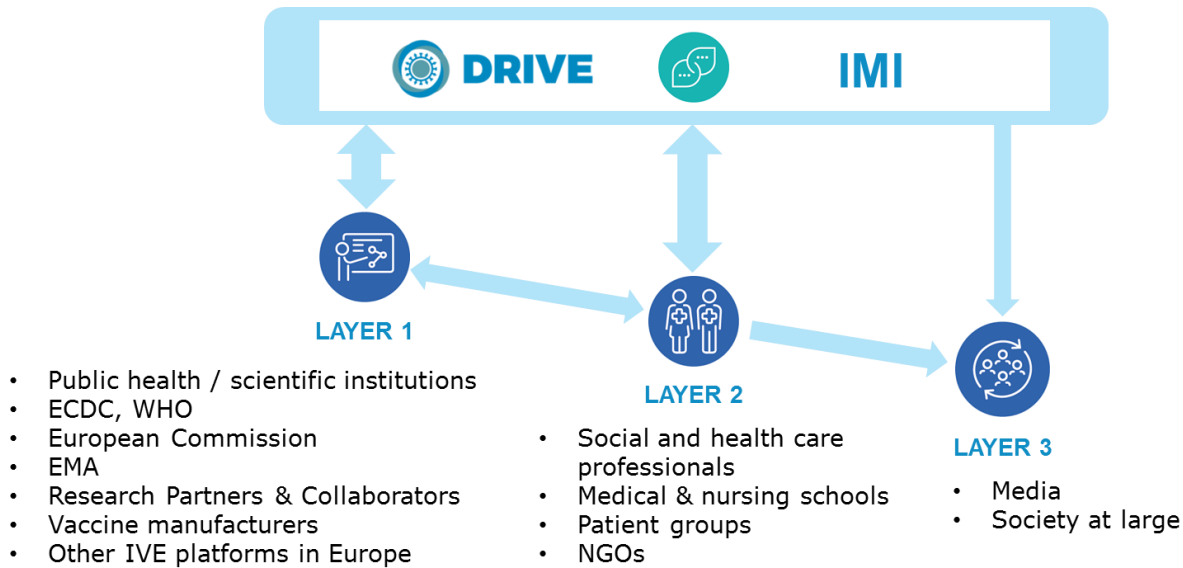 DRIVE
IMI
LAYER 1
• Public health / scientific institutions
• ECDC, WHO
• European Commission
• EMA
• Research Partners & Collaborators
• Vaccine manufacturers
• Other IVE platforms in Europe
LAYER 2
• Social and health care
professionals
• Medical & nursing schools
• Patient groups
• NGOs
LAYER 3
• Media
• Society at large